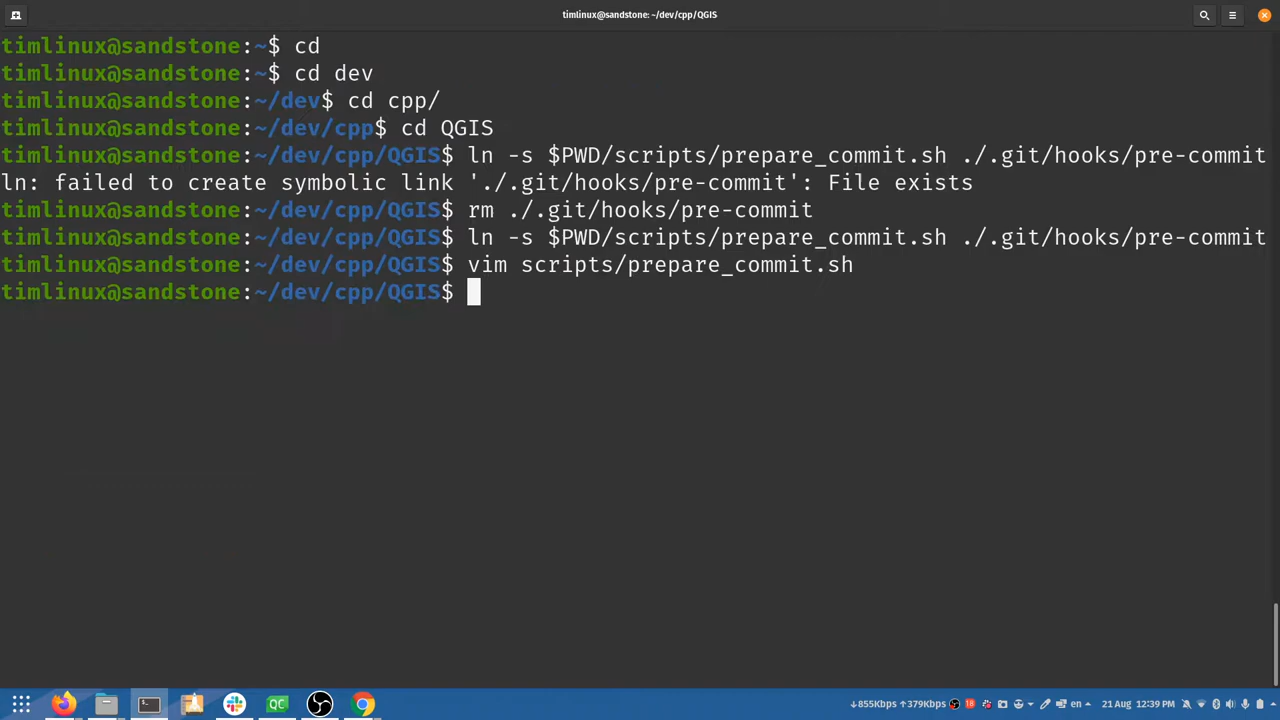 timlinux@sandstone: ~/dev/cpp/QGIS
timlinux@sandstone:~$ cd
timlinux@sandstone:~$ cd dev
timlinux@sandstone:~/dev$ cd cpp/
timlinux@sandstone:~/dev/cpp$ cd QGIS
timlinux@sandstone:~/dev/cpp/QGIS$ ln -s $PWD/scripts/prepare_commit.sh ./.git/hooks/pre-commit
ln: failed to create symbolic link './.git/hooks/pre-commit': File exists
timlinux@sandstone:~/dev/cpp/QGIS$ rm ./.git/hooks/pre-commit
timlinux@sandstone:~/dev/cpp/QGIS$ ln -s $PWD/scripts/prepare_commit.sh ./.git/hooks/pre-commit
timlinux@sandstone:~/dev/cpp/QGIS$ vim scripts/prepare_commit.sh
timlinux@sandstone:~/dev/cpp/QGIS$
QC
↓855Kbps ↑379Kbps 18 en 21 Aug 12:39 PM